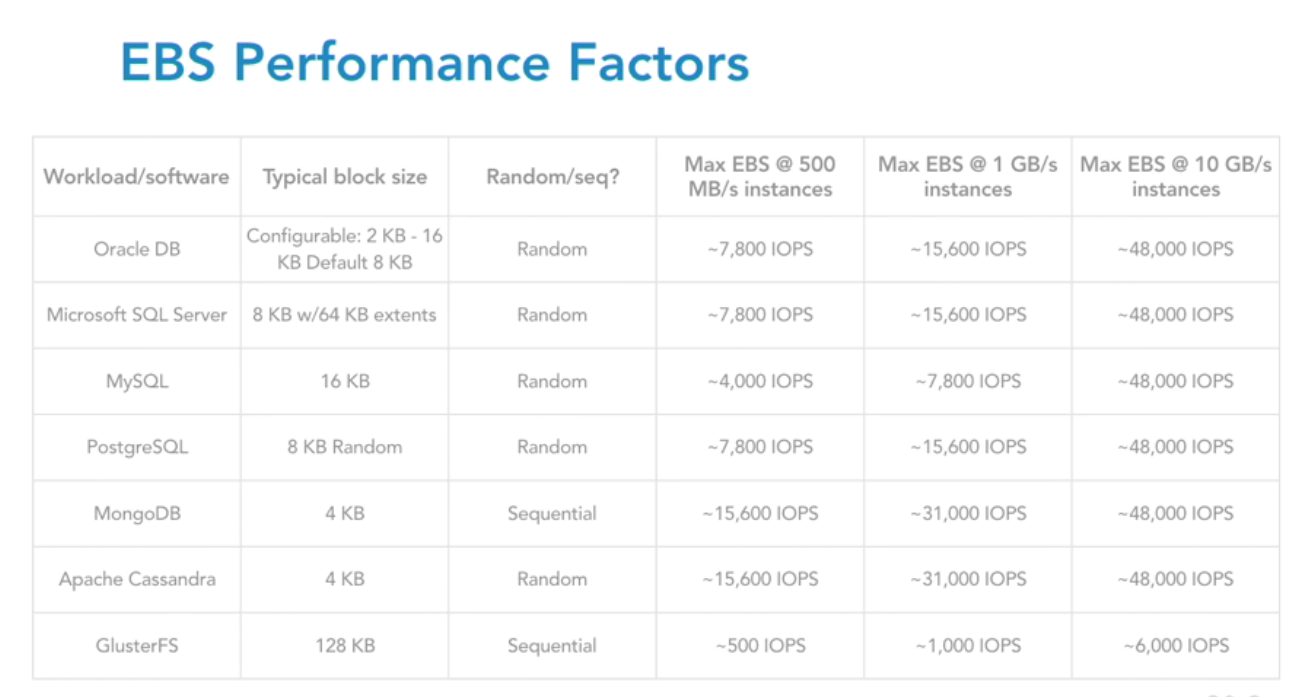 EBS Performance Factors
Workload/software
Typical block size
Random/seq?
Max EBS @ 500
MB/s instances
Max EBS @ 1 GB/s
instances
Max EBS @ 10 GB/s
instances
Oracle DB
Configurable: 2 KB - 16
KB Default 8 KB
Random
~7,800 IOPS
~15,600 IOPS
~48,000 IOPS
Microsoft SQL Server
8 KB w/64 KB extents
Random
~7,800 IOPS
~15,600 IOPS
~48,000 IOPS
MySQL
16 KB
Random
~4,000 IOPS
~7,800 IOPS
~48,000 IOPS
PostgreSQL
8 KB Random
Random
~7,800 IOPS
~15,600 IOPS
~48,000 IOPS
MongoDB
4 KB
Sequential
~15,600 IOPS
~31,000 IOPS
~48,000 IOPS
Apache Cassandra
4 KB
Random
~15,600 IOPS
~31,000 IOPS
~48,000 IOPS
GlusterFS
128 KB
Sequential
~500 IOPS
~1,000 IOPS
~6,000 IOPS